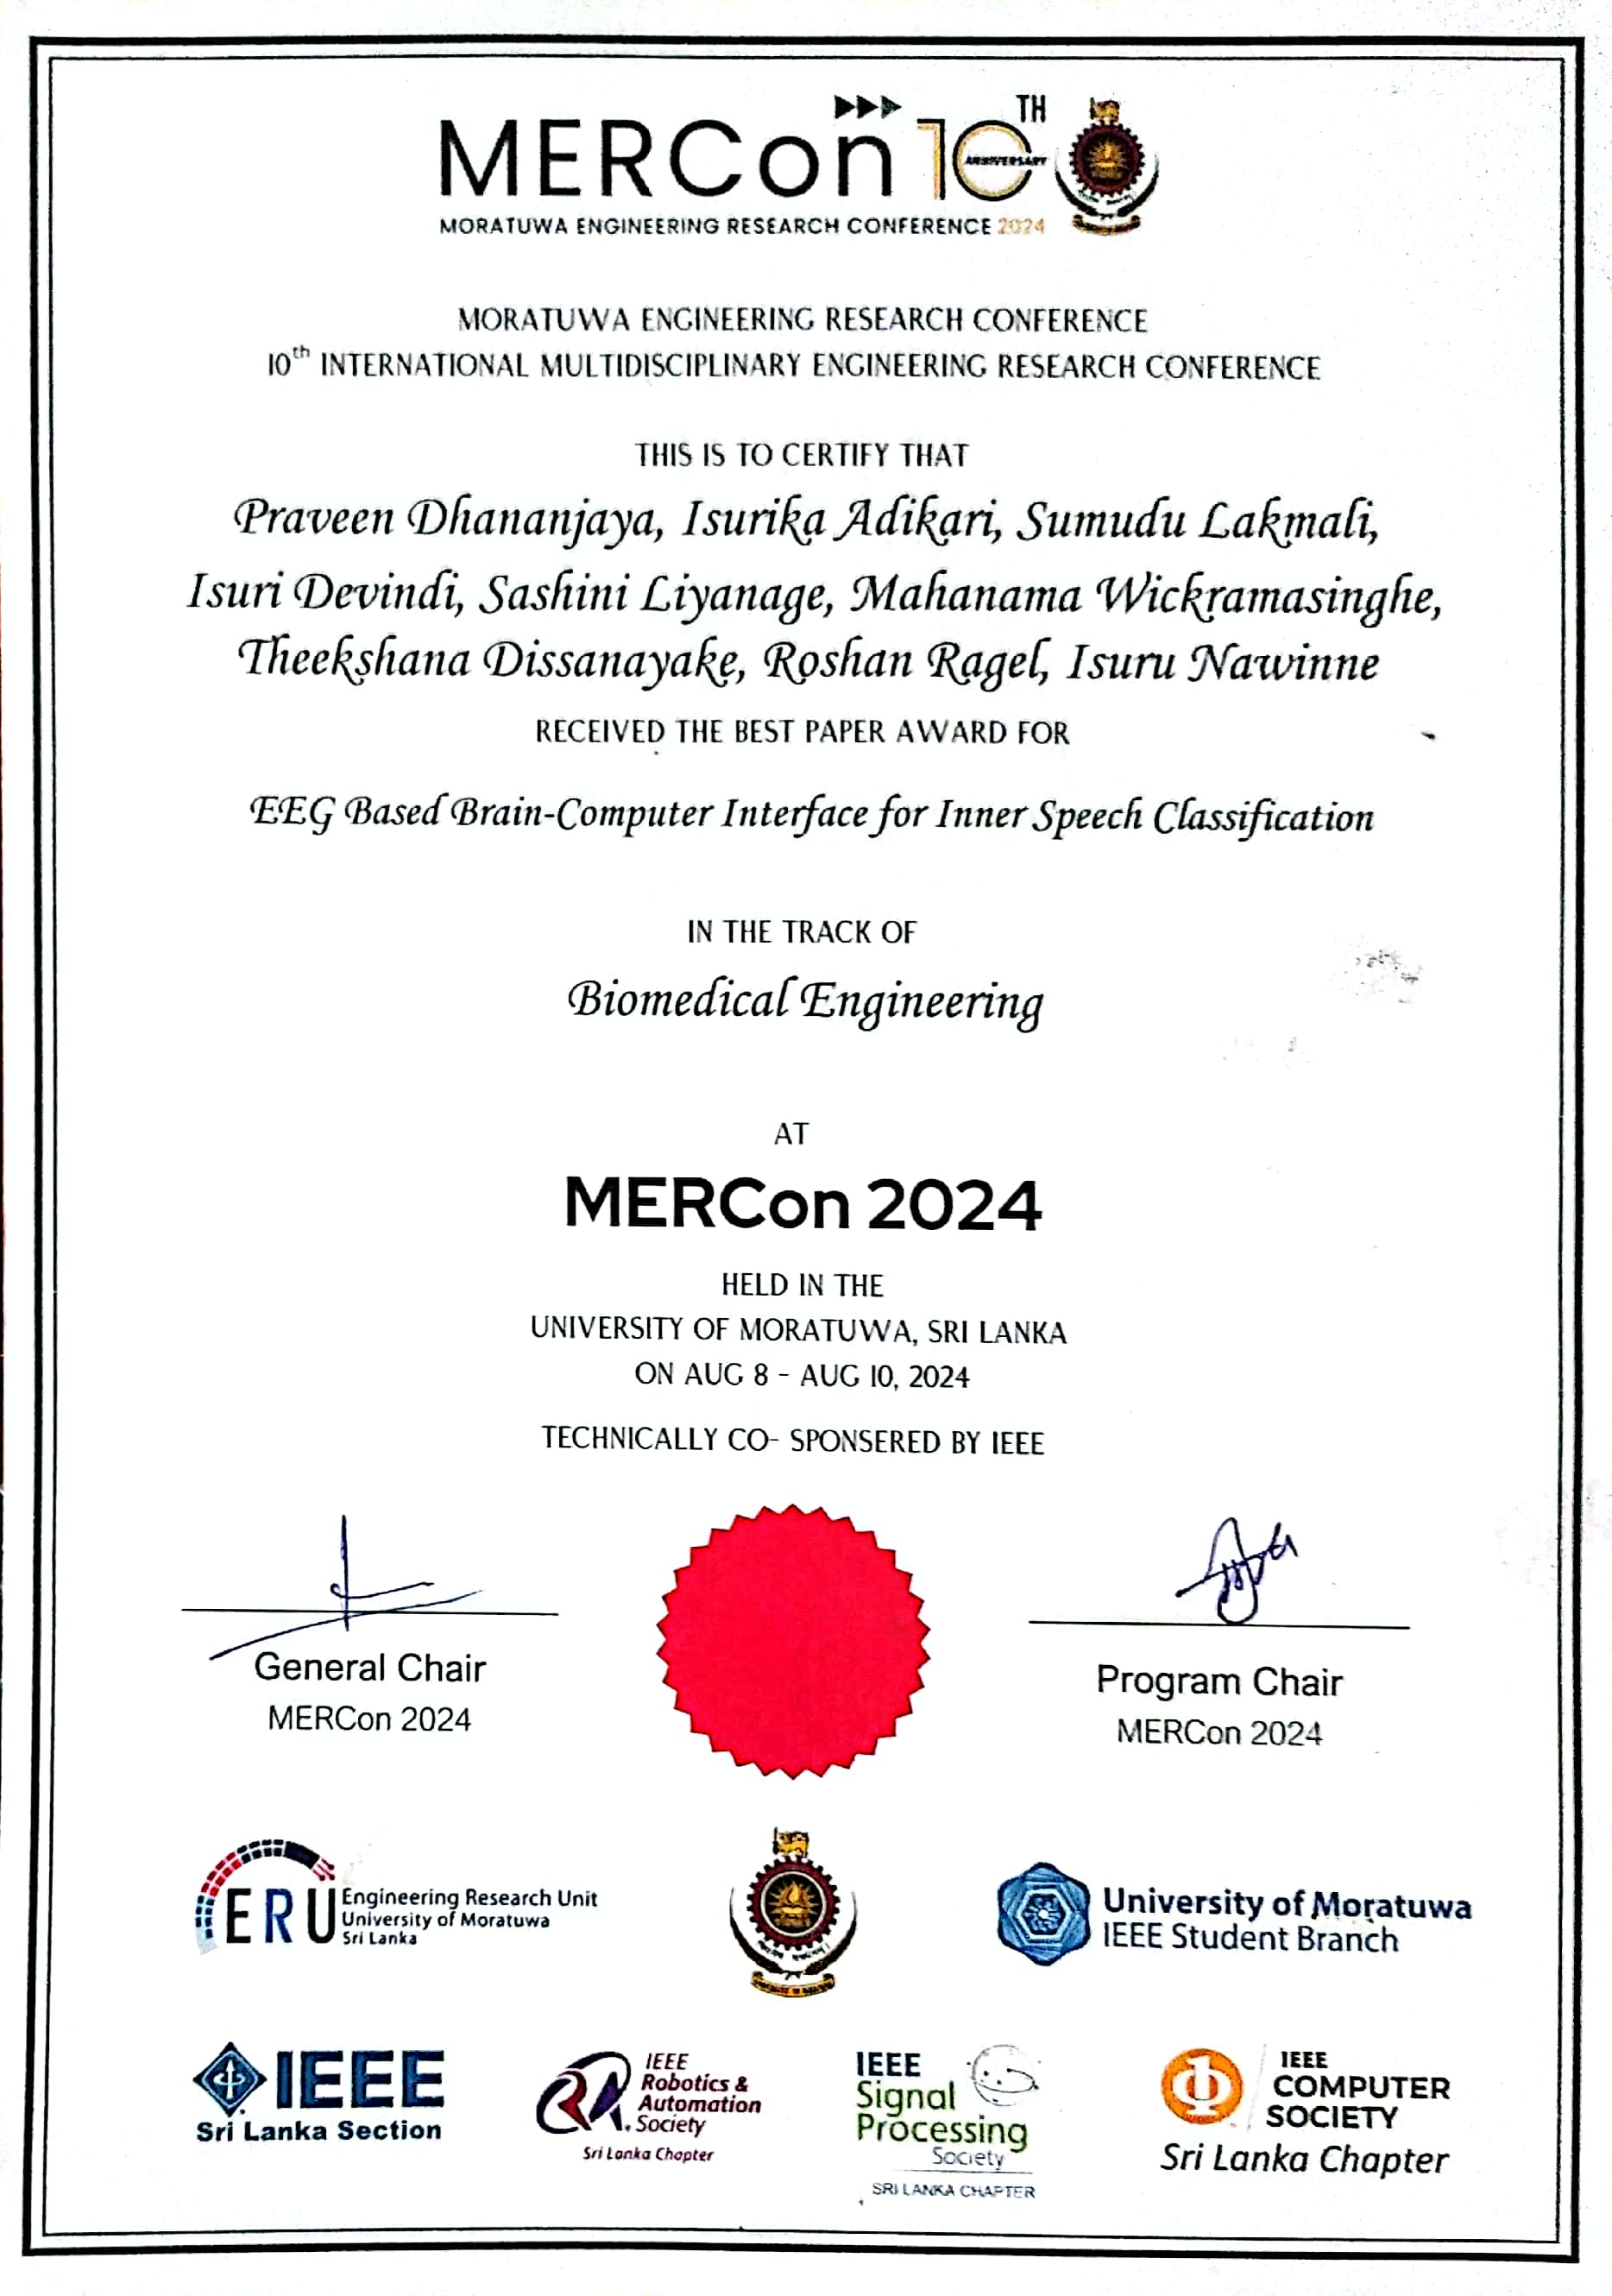 MERCon 10TH
ANNIVERSARY
MORATUWA ENGINEERING RESEARCH CONFERENCE 2024
MORATUWA ENGINEERING RESEARCH CONFERENCE
10th INTERNATIONAL MULTIDISCIPLINARY ENGINEERING RESEARCH CONFERENCE
THIS IS TO CERTIFY THAT
Praveen Dhananjaya, Isurika Adikari, Sumudu Lakmali,
Isuri Devindi, Sashini Liyanage, Mahanama Wickramasinghe,
Theekshana Dissanayake, Roshan Ragel, Isuru Nawinne
RECEIVED THE BEST PAPER AWARD FOR
EEG Based Brain-Computer Interface for Inner Speech Classification
IN THE TRACK OF
Biomedical Engineering
AT
MERCon 2024
HELD IN THE
UNIVERSITY OF MORATUWA, SRI LANKA
ON AUG 8 - AUG 10, 2024
TECHNICALLY CO- SPONSERED BY IEEE
General Chair
MERCon 2024
Program Chair
MERCon 2024
ERU
Engineering Research Unit
University of Moratuwa
Sri Lanka
University of Moratuwa
IEEE Student Branch
IEEE
Sri Lanka Section
IEEE
Robotics &
Automation
Society
Sri Lanka Chapter
IEEE
Signal
Processing
Society
SRI LANKA CHAPTER
IEEE
COMPUTER
SOCIETY
Sri Lanka Chapter